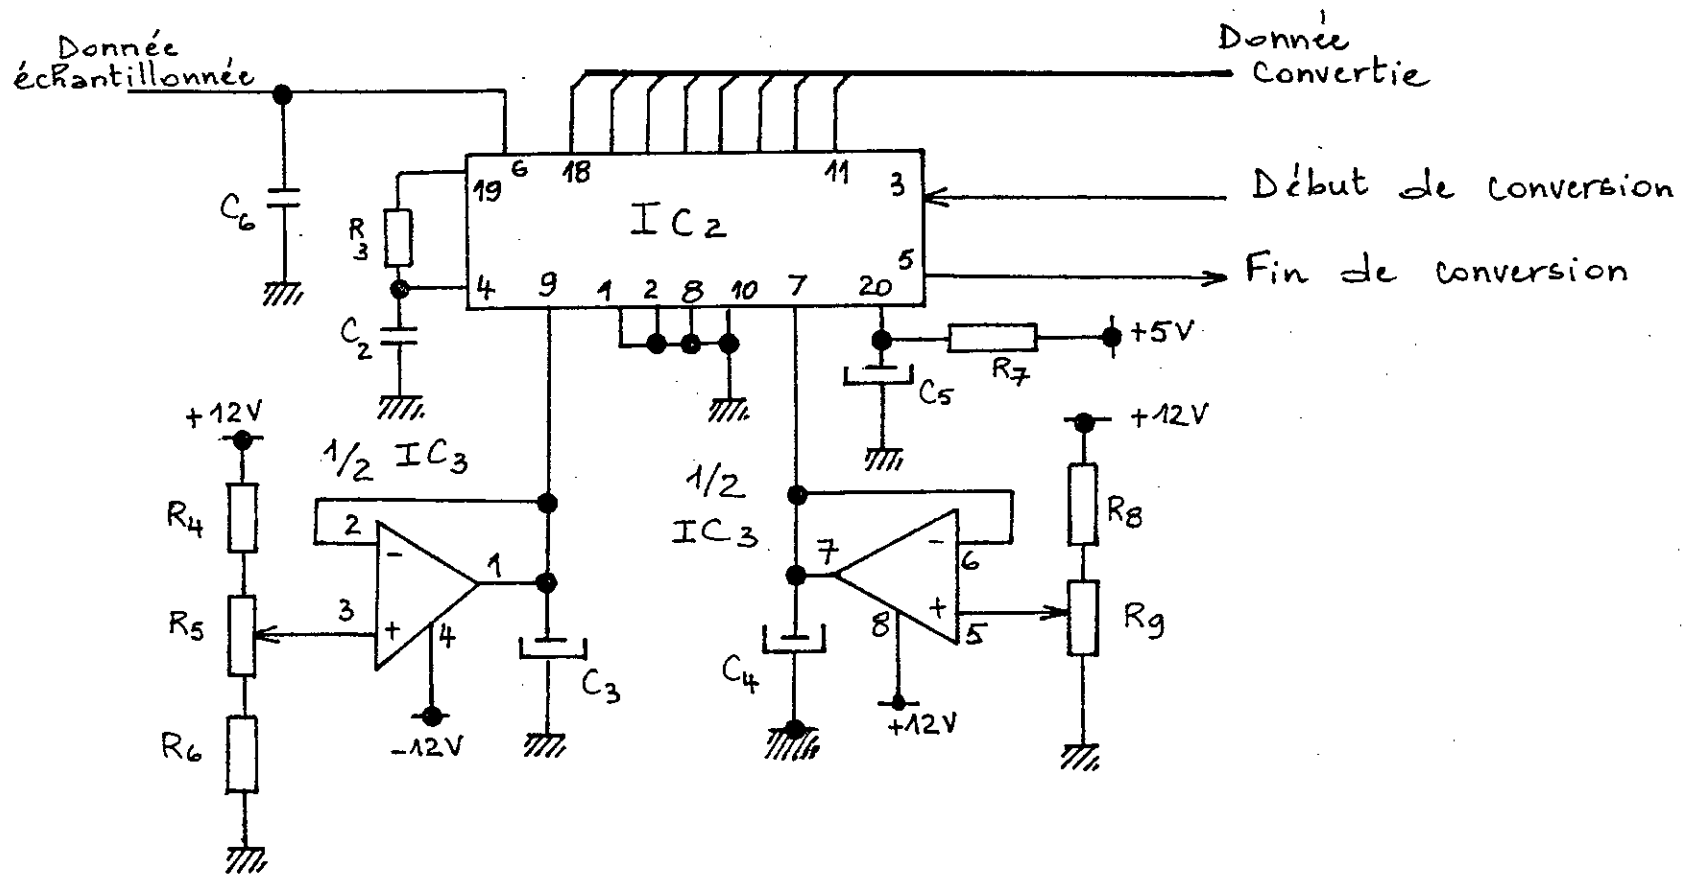 Donnée
échantillonnée
Donnée
Convertie
6
18
11
19
3
Début de conversion
C6
R3
IC2
5
Fin de conversion
4
9
1
2
8
10
7
20
C2
+5V
R7
C5
+12V
1/2 IC3
+12V
1/2
IC3
R4
2
-
R8
1
7
-
6
R5
3
+
4
8
+
5
R9
C3
C4
R6
-12V
+12V